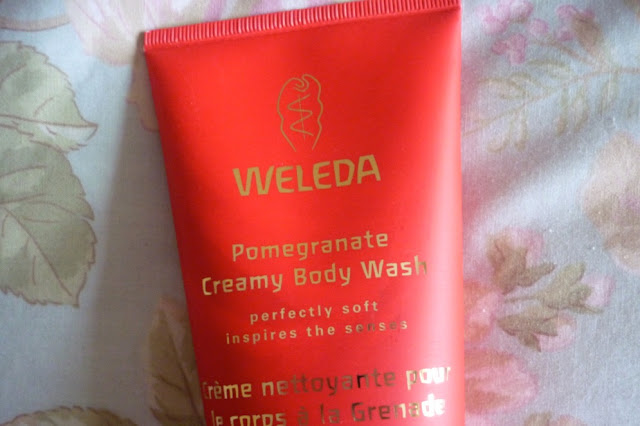 WELEDA
Pomegranate
Creamy Body Wash
perfectly soft
inspires the senses
Crème nettoyante pour
le corps à la Grenade